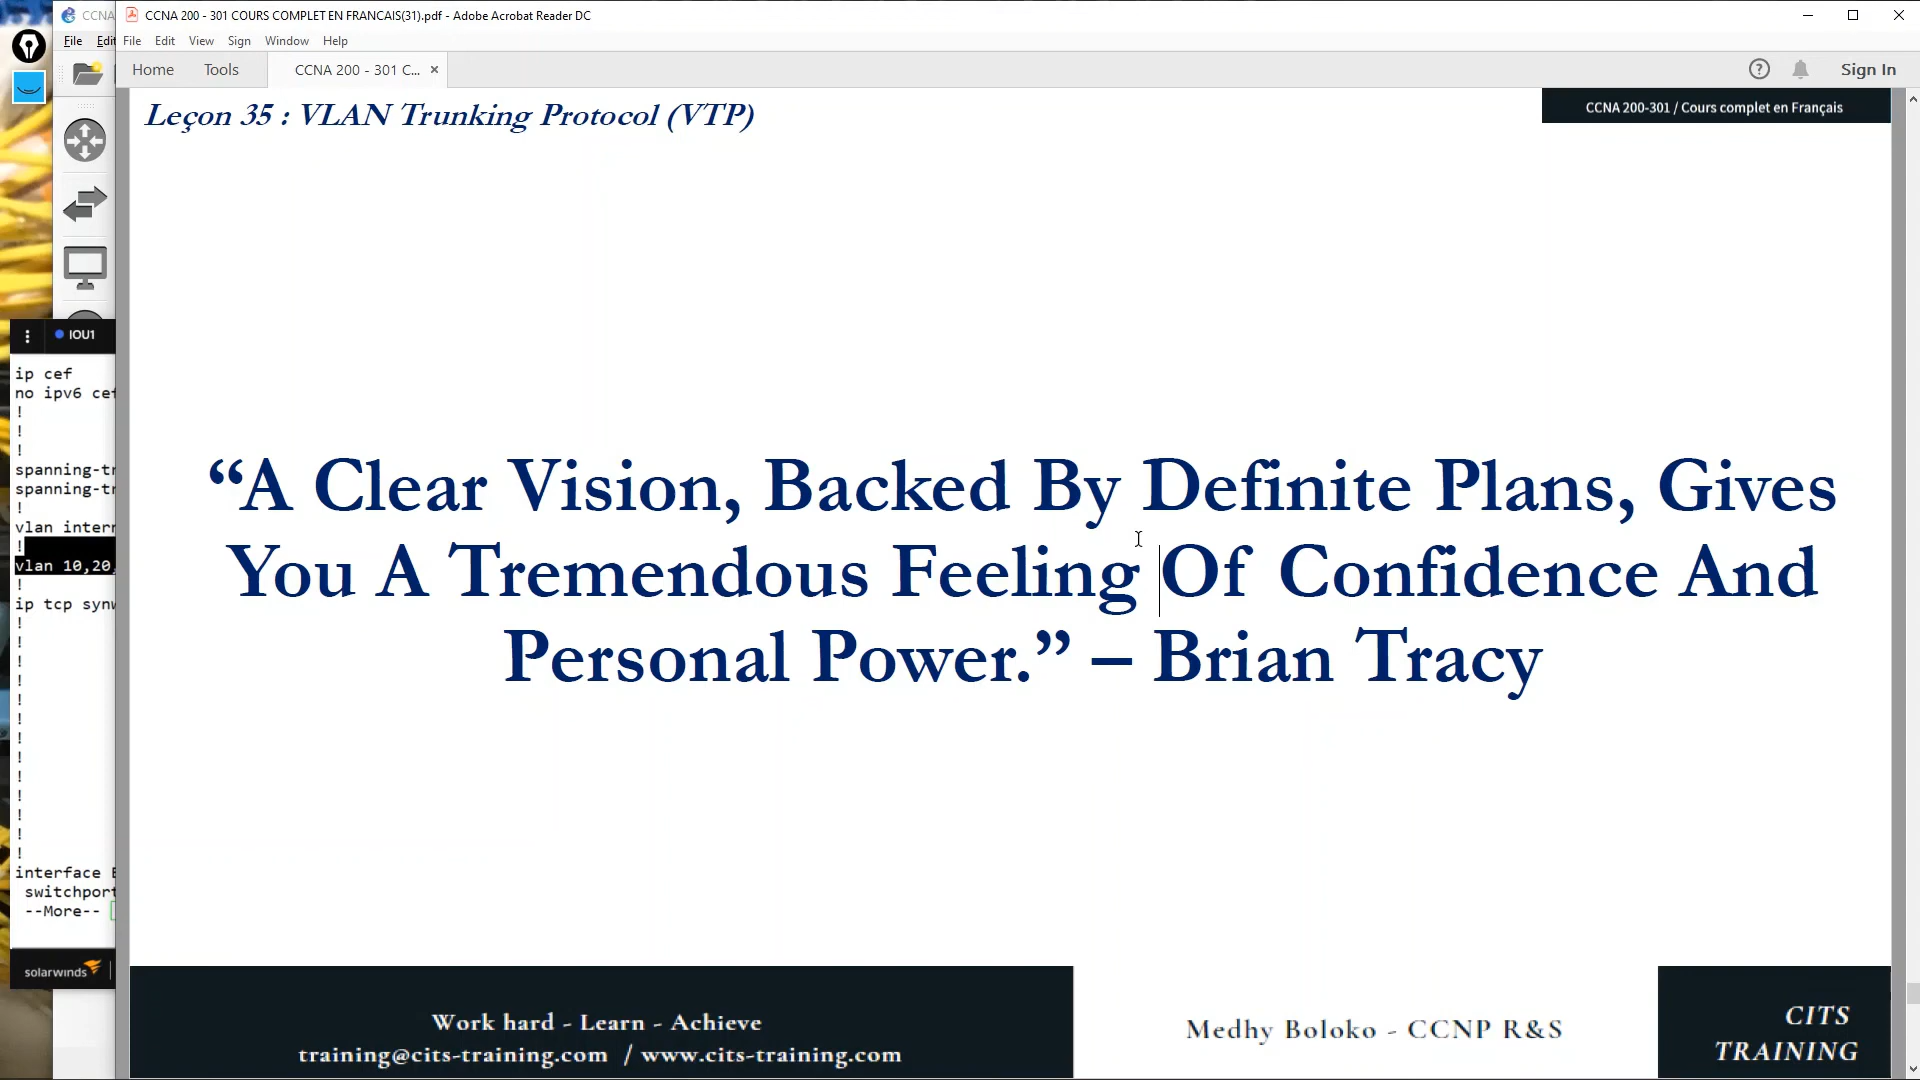 CCNA
CCNA 200 - 301 COURS COMPLET EN FRANCAIS(31).pdf - Adobe Acrobat Reader DC
File Edit
File Edit View Sign Window Help
Home Tools CCNA 200 - 301 C... ×
Sign In
Leçon 35 : VLAN Trunking Protocol (VTP)
CCNA 200-301 / Cours complet en Français
“A Clear Vision, Backed By Definite Plans, Gives
You A Tremendous Feeling Of Confidence And
Personal Power.” – Brian Tracy
IOU1
ip cef
no ipv6 cef
!
!
!
spanning-tr
spanning-tr
!
vlan intern
!
vlan 10,20,
!
ip tcp synw
!
!
!
!
!
!
!
!
!
!
!
!
!
interface E
switchport
--More--
solarwinds
Work hard - Learn - Achieve
training@cits-training.com / www.cits-training.com
Medhy Boloko - CCNP R&S
CITS
TRAINING